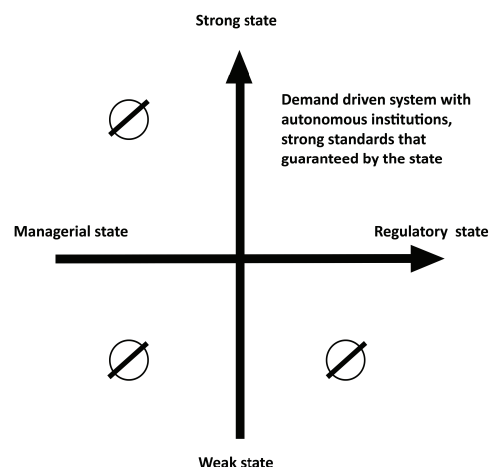 Strong state
Demand driven system with
autonomous institutions,
strong standards that
guaranteed by the state
Managerial state
Regulatory state
Weak state